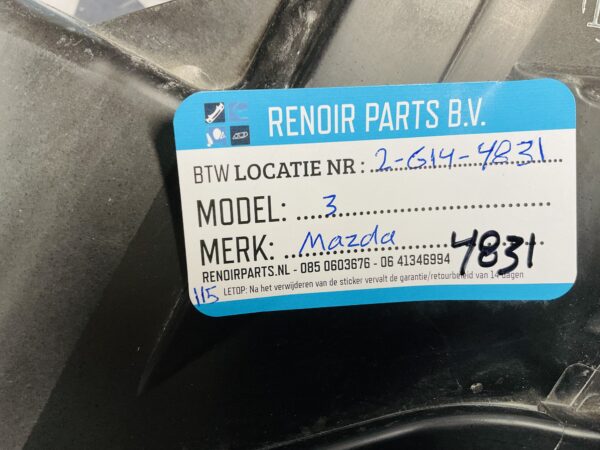 RENOIR PARTS B.V.
BTW LOCATIE NR: 2-G14-4831
MODEL: 3
MERK: Mazda
4831
RENOIRPARTS.NL - 085 0603676 - 06 41346994
115 LETOP: Na het verwijderen van de sticker vervalt de garantie/retourbeleid van 14 dagen